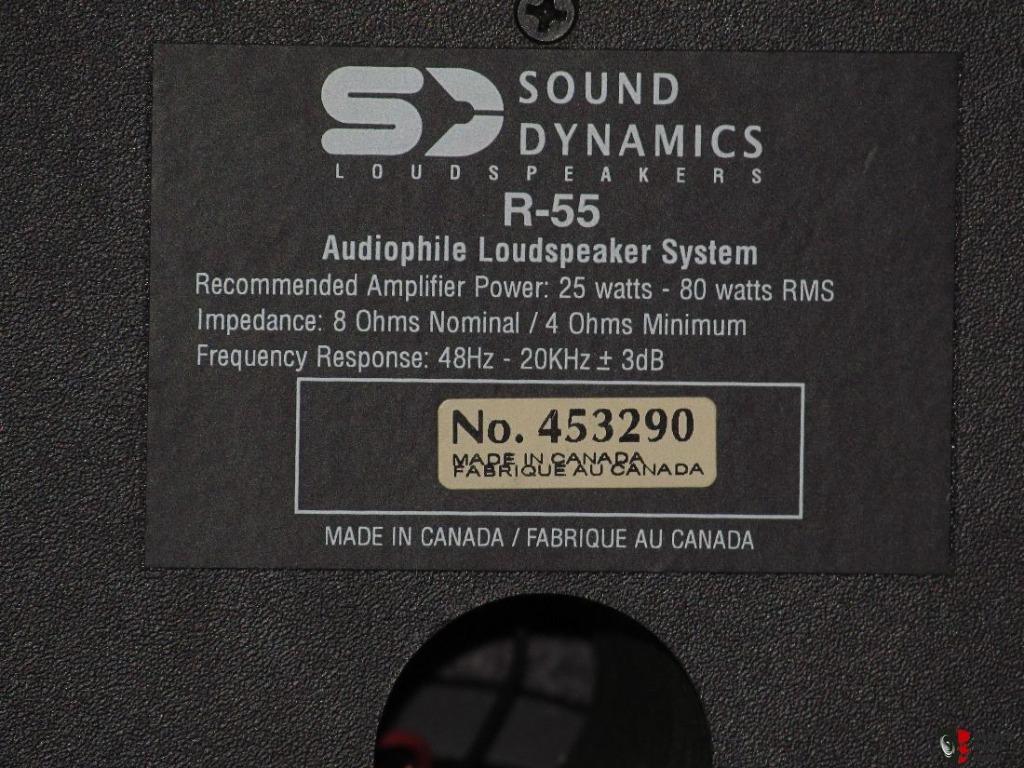 SD SOUND
DYNAMICS
LOUDSPEAKERS
R-55
Audiophile Loudspeaker System
Recommended Amplifier Power: 25 watts - 80 watts RMS
Impedance: 8 Ohms Nominal / 4 Ohms Minimum
Frequency Response: 48Hz - 20KHz ± 3dB
No. 453290
MADE IN CANADA
FABRIQUE AU CANADA
MADE IN CANADA / FABRIQUE AU CANADA